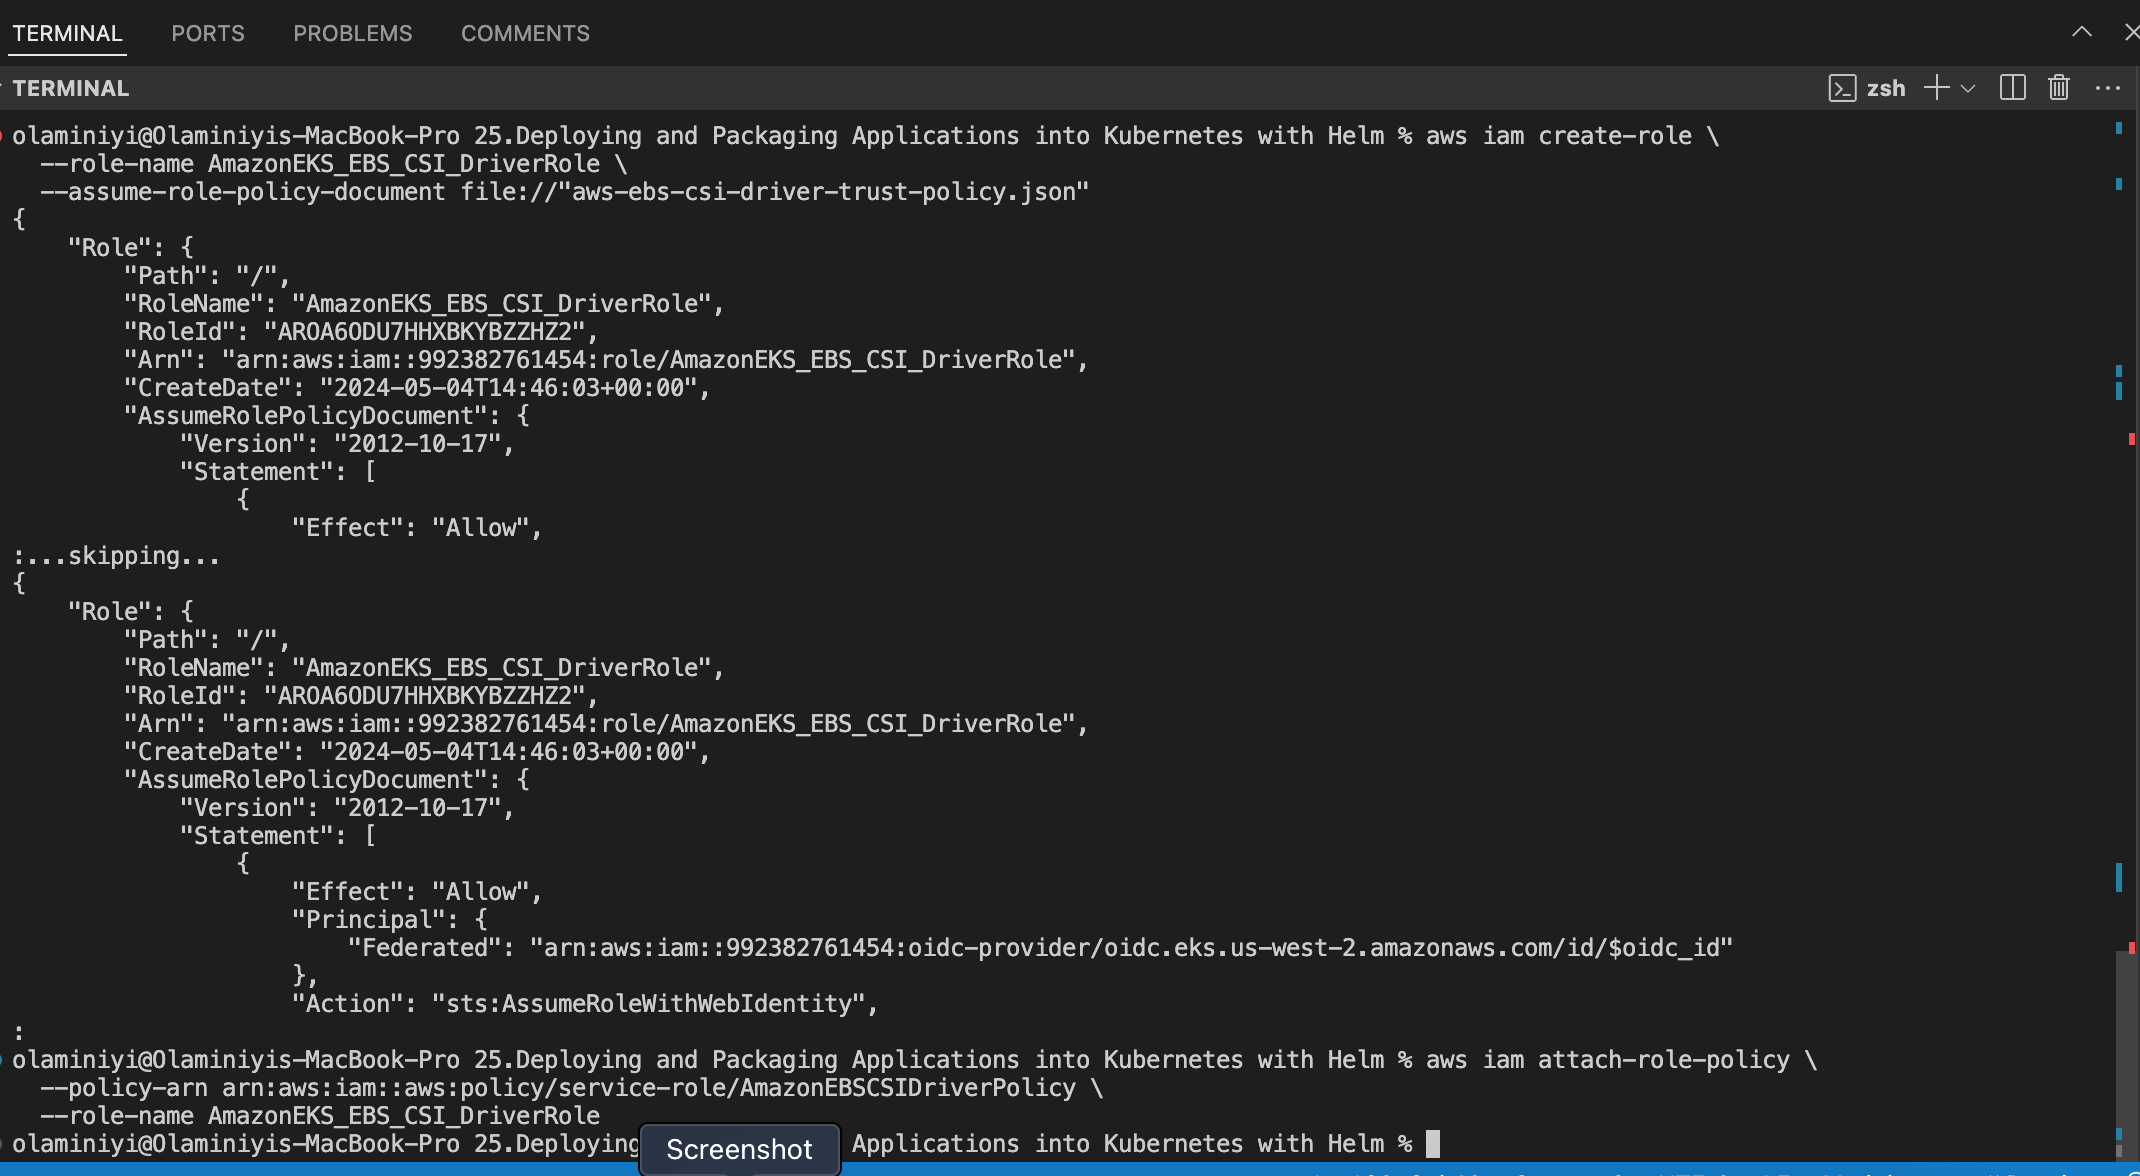 TERMINAL PORTS PROBLEMS COMMENTS
TERMINAL zsh
olaminiyi@Olaminiyis-MacBook-Pro 25.Deploying and Packaging Applications into Kubernetes with Helm % aws iam create-role \
  --role-name AmazonEKS_EBS_CSI_DriverRole \
  --assume-role-policy-document file://"aws-ebs-csi-driver-trust-policy.json"
{
    "Role": {
        "Path": "/",
        "RoleName": "AmazonEKS_EBS_CSI_DriverRole",
        "RoleId": "AROA6ODU7HHXBKYBZZHZ2",
        "Arn": "arn:aws:iam::992382761454:role/AmazonEKS_EBS_CSI_DriverRole",
        "CreateDate": "2024-05-04T14:46:03+00:00",
        "AssumeRolePolicyDocument": {
            "Version": "2012-10-17",
            "Statement": [
                {
                    "Effect": "Allow",
:...skipping...
{
    "Role": {
        "Path": "/",
        "RoleName": "AmazonEKS_EBS_CSI_DriverRole",
        "RoleId": "AROA6ODU7HHXBKYBZZHZ2",
        "Arn": "arn:aws:iam::992382761454:role/AmazonEKS_EBS_CSI_DriverRole",
        "CreateDate": "2024-05-04T14:46:03+00:00",
        "AssumeRolePolicyDocument": {
            "Version": "2012-10-17",
            "Statement": [
                {
                    "Effect": "Allow",
                    "Principal": {
                        "Federated": "arn:aws:iam::992382761454:oidc-provider/oidc.eks.us-west-2.amazonaws.com/id/$oidc_id"
                    },
                    "Action": "sts:AssumeRoleWithWebIdentity",
:
olaminiyi@Olaminiyis-MacBook-Pro 25.Deploying and Packaging Applications into Kubernetes with Helm % aws iam attach-role-policy \
  --policy-arn arn:aws:iam::aws:policy/service-role/AmazonEBSCSIDriverPolicy \
  --role-name AmazonEKS_EBS_CSI_DriverRole
olaminiyi@Olaminiyis-MacBook-Pro 25.Deploying Screenshot Applications into Kubernetes with Helm %